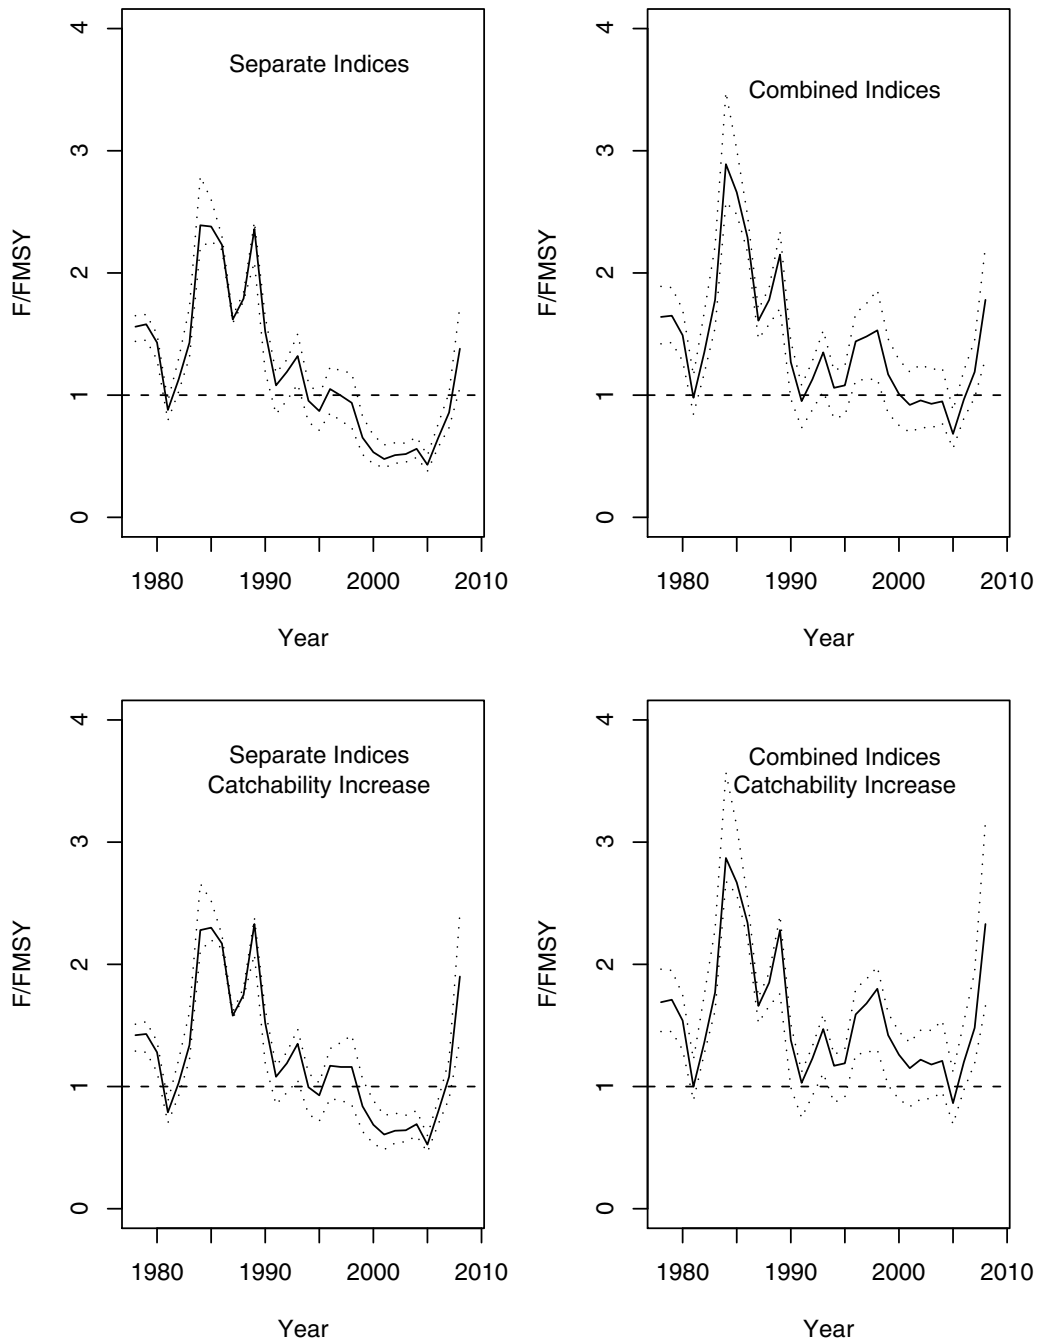 Separate Indices
F/FMSY
4
3
2
1
0
1980 1990 2000 2010
Year
Combined Indices
F/FMSY
4
3
2
1
0
1980 1990 2000 2010
Year
Separate Indices
Catchability Increase
F/FMSY
4
3
2
1
0
1980 1990 2000 2010
Year
Combined Indices
Catchability Increase
F/FMSY
4
3
2
1
0
1980 1990 2000 2010
Year